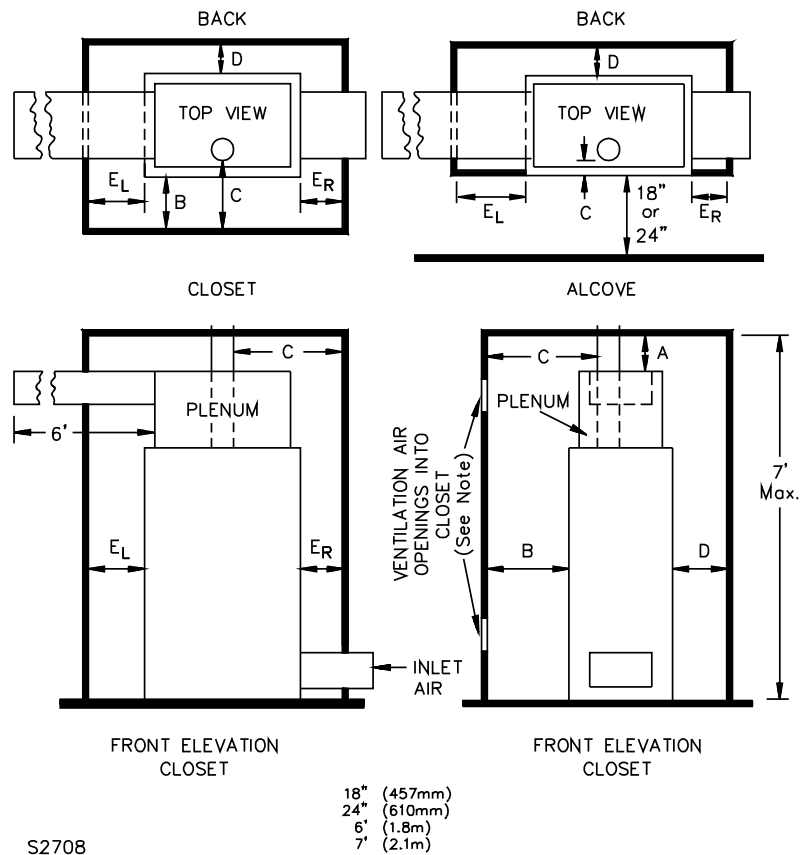 BACK
D
TOP VIEW
EL
B
C
ER
CLOSET
BACK
D
TOP VIEW
EL
C
18"
or
24"
ER
ALCOVE
C
PLENUM
6'
EL
ER
INLET
AIR
FRONT ELEVATION
CLOSET
C
A
PLENUM
VENTILATION AIR
OPENINGS INTO
CLOSET
(See Note)
B
D
7'
Max.
FRONT ELEVATION
CLOSET
18" (457mm)
24" (610mm)
6' (1.8m)
7' (2.1m)
S2708